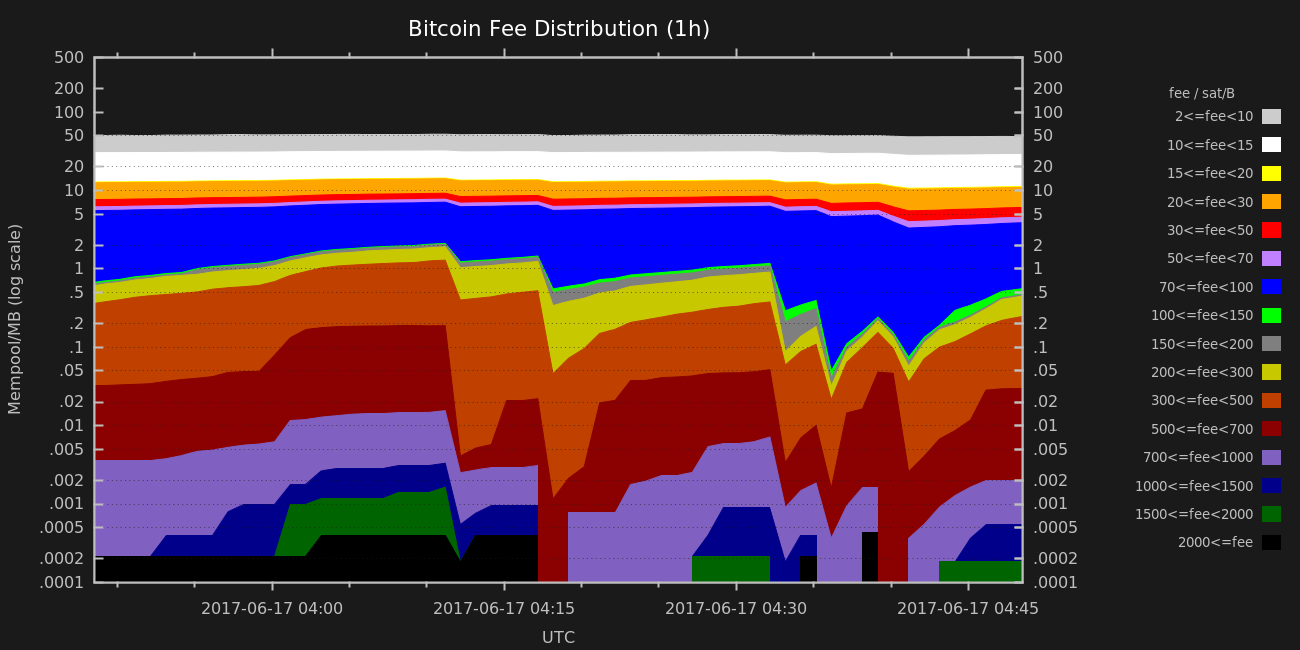 Bitcoin Fee Distribution (1h)
Mempool/MB (log scale)
500
200
100
50
20
10
5
2
1
.5
.2
.1
.05
.02
.01
.005
.002
.001
.0005
.0002
.0001
500
200
100
50
20
10
5
2
1
.5
.2
.1
.05
.02
.01
.005
.002
.001
.0005
.0002
.0001
2017-06-17 04:00 2017-06-17 04:15 2017-06-17 04:30 2017-06-17 04:45
UTC
fee / sat/B
2<=fee<10
10<=fee<15
15<=fee<20
20<=fee<30
30<=fee<50
50<=fee<70
70<=fee<100
100<=fee<150
150<=fee<200
200<=fee<300
300<=fee<500
500<=fee<700
700<=fee<1000
1000<=fee<1500
1500<=fee<2000
2000<=fee